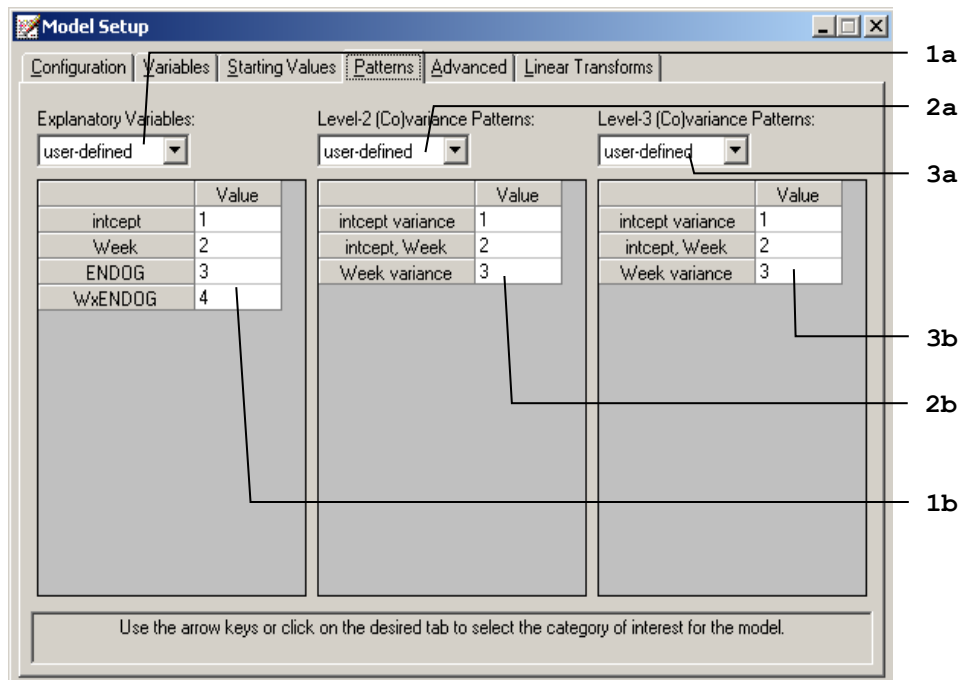 Model Setup
Configuration Variables Starting Values Patterns Advanced Linear Transforms
1a
Explanatory Variables: Level-2 (Co)variance Patterns: Level-3 (Co)variance Patterns:
2a
user-defined user-defined user-defined
3a
Value Value Value
intcept 1 intcept variance 1 intcept variance 1
Week 2 intcept, Week 2 intcept, Week 2
ENDOG 3 Week variance 3 Week variance 3
WxENDOG 4
3b
2b
1b
Use the arrow keys or click on the desired tab to select the category of interest for the model.